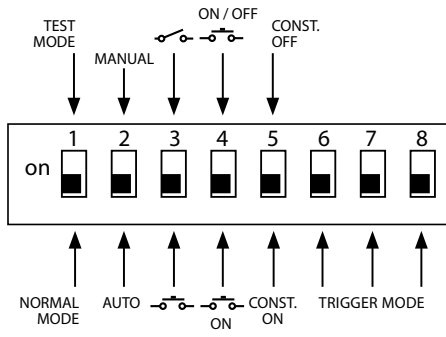 ON / OFF
TEST
MODE
CONST.
OFF
MANUAL
1 2 3 4 5 6 7 8
on
NORMAL
MODE
AUTO
ON
CONST.
ON
TRIGGER MODE